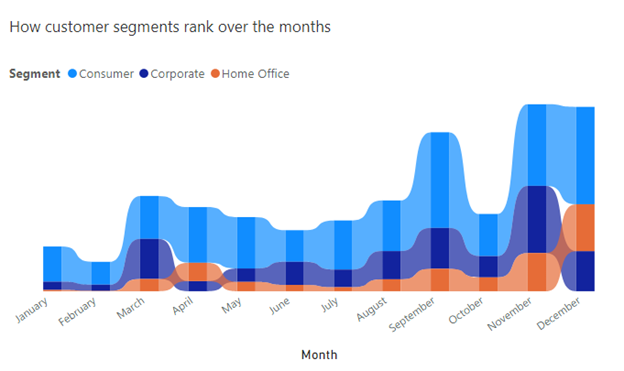 How customer segments rank over the months
Segment Consumer Corporate Home Office
January February March April May June July August September October November December
Month